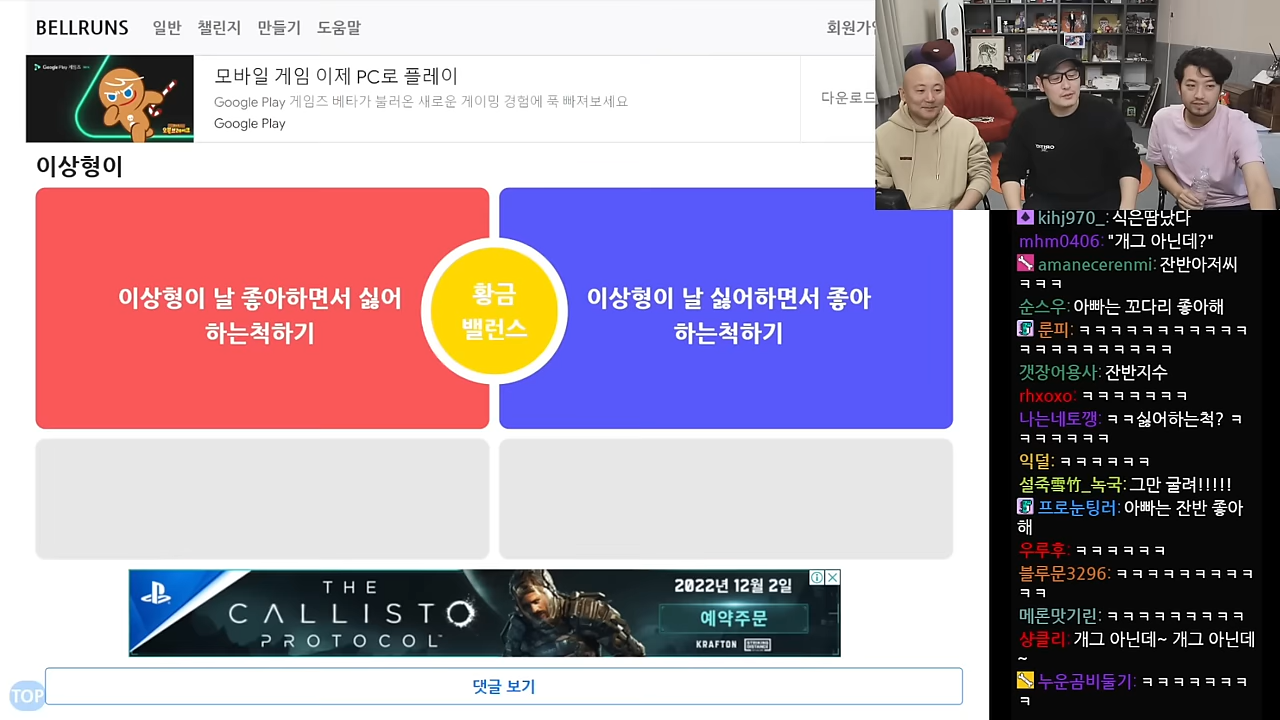 BELLRUNS 일반 챌린지 만들기 도움말 회원가입
Google Play 게임즈 모바일 게임 이제 PC로 플레이
Google Play 게임즈 베타가 불러온 새로운 게이밍 경험에 푹 빠져보세요
다운로드
Google Play
이상형이
이상형이 날 좋아하면서 싫어
하는척하기
황금
밸런스
이상형이 날 싫어하면서 좋아
하는척하기
THE
CALLISTO
PROTOCOL
2022년 12월 2일
예약주문
KRAFTON STRIKING DISTANCE
TOP
댓글 보기
kihj970_: 식은땀났다
mhm0406: "개그 아닌데?"
amanecerenmi: 잔반아저씨
ㅋㅋㅋ
순스우: 아빠는 꼬다리 좋아해
룬피: ㅋㅋㅋㅋㅋㅋㅋㅋㅋㅋㅋ
ㅋㅋㅋㅋㅋㅋㅋㅋㅋㅋ
갯장어용사: 잔반지수
rhxoxo: ㅋㅋㅋㅋㅋㅋㅋ
나는네토깽: ㅋㅋ싫어하는척? ㅋ
ㅋㅋㅋㅋㅋㅋ
익덜: ㅋㅋㅋㅋㅋㅋ
설죽雪竹_녹국: 그만 굴려!!!!!
프로눈팅러: 아빠는 잔반 좋아
해
우루후: ㅋㅋㅋㅋㅋㅋ
블루문3296: ㅋㅋㅋㅋㅋㅋㅋㅋㅋ
ㅋㅋ
메론맛기린: ㅋㅋㅋㅋㅋㅋㅋㅋㅋ
샹클리: 개그 아닌데~ 개그 아닌데
~
누운곰비둘기: ㅋㅋㅋㅋㅋㅋㅋ
ㅋ